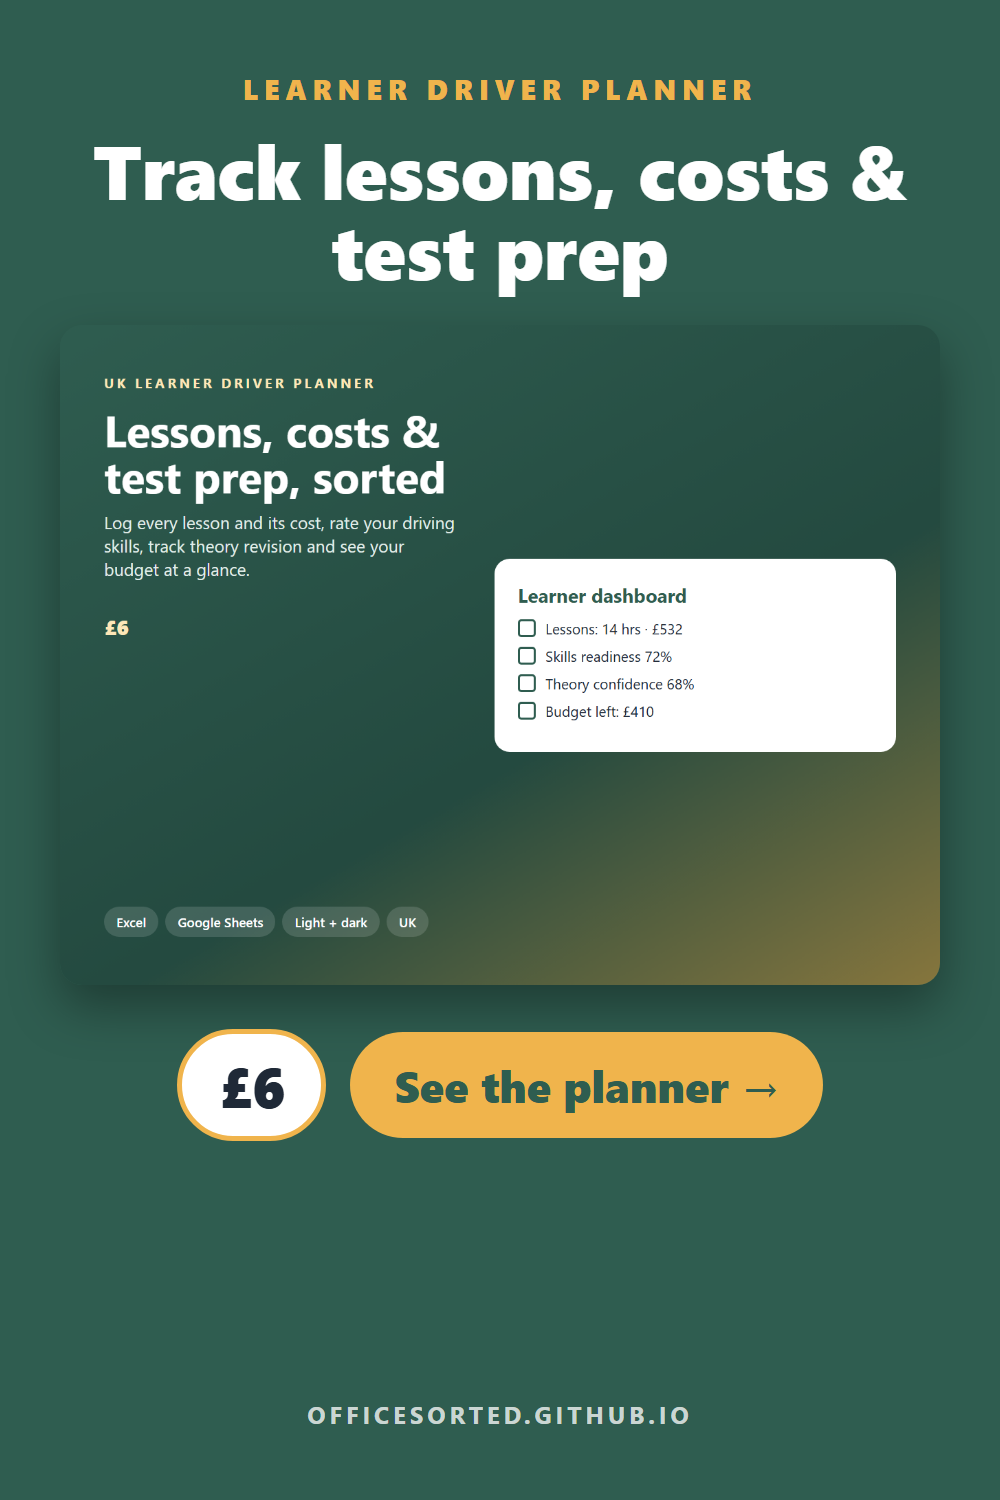 LEARNER DRIVER PLANNER
Track lessons, costs &
test prep
UK LEARNER DRIVER PLANNER
Lessons, costs &
test prep, sorted
Log every lesson and its cost, rate your driving
skills, track theory revision and see your
budget at a glance.
£6
Learner dashboard
Lessons: 14 hrs · £532
Skills readiness 72%
Theory confidence 68%
Budget left: £410
Excel
Google Sheets
Light + dark
UK
£6
See the planner →
OFFICESORTED.GITHUB.IO